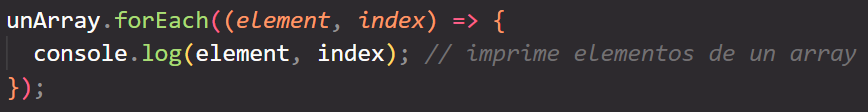 unArray.forEach((element, index) => {
  console.log(element, index); // imprime elementos de un array
});